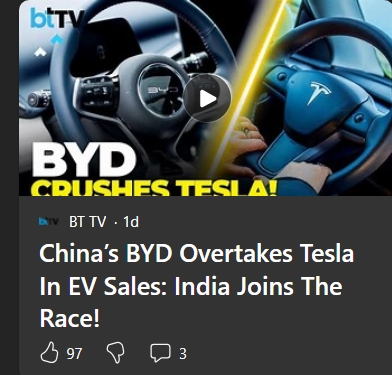 btTV
BYD
BYD
CRUSHES TESLA!
BT TV · 1d
China’s BYD Overtakes Tesla
In EV Sales: India Joins The
Race!
97
3